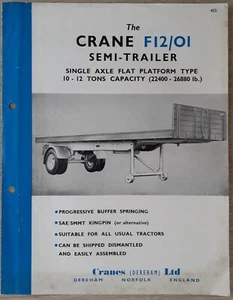 403
The
CRANE F12/01
SEMI-TRAILER
SINGLE AXLE FLAT PLATFORM TYPE
10 - 12 TONS CAPACITY (22400 - 26880 lb.)
PROGRESSIVE BUFFER SPRINGING
SAE 5MMT KINGPIN (or alternative)
SUITABLE FOR ALL USUAL TRACTORS
CAN BE SHIPPED DISMANTLED
AND EASILY ASSEMBLED
Cranes (DEREHAM) Ltd
DEREHAM NORFOLK ENGLAND